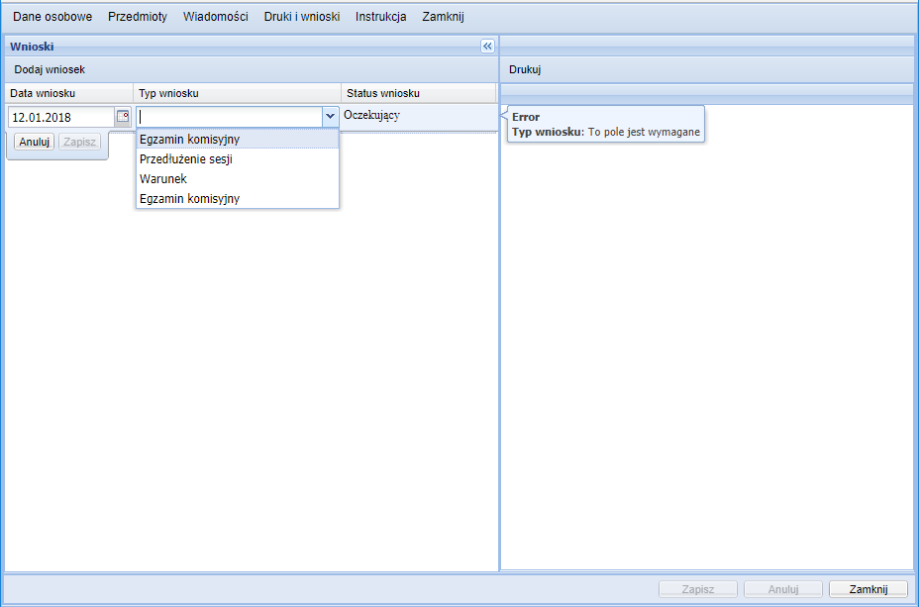 Dane osobowe Przedmioty Wiadomości Druki i wnioski Instrukcja Zamknij
Wnioski
Dodaj wniosek
Drukuj
Data wniosku Typ wniosku Status wniosku
12.01.2018 Oczekujący
Error
Typ wniosku: To pole jest wymagane
Anuluj Zapisz
Egzamin komisyjny
Przedłużenie sesji
Warunek
Egzamin komisyjny
Zapisz Anuluj Zamknij